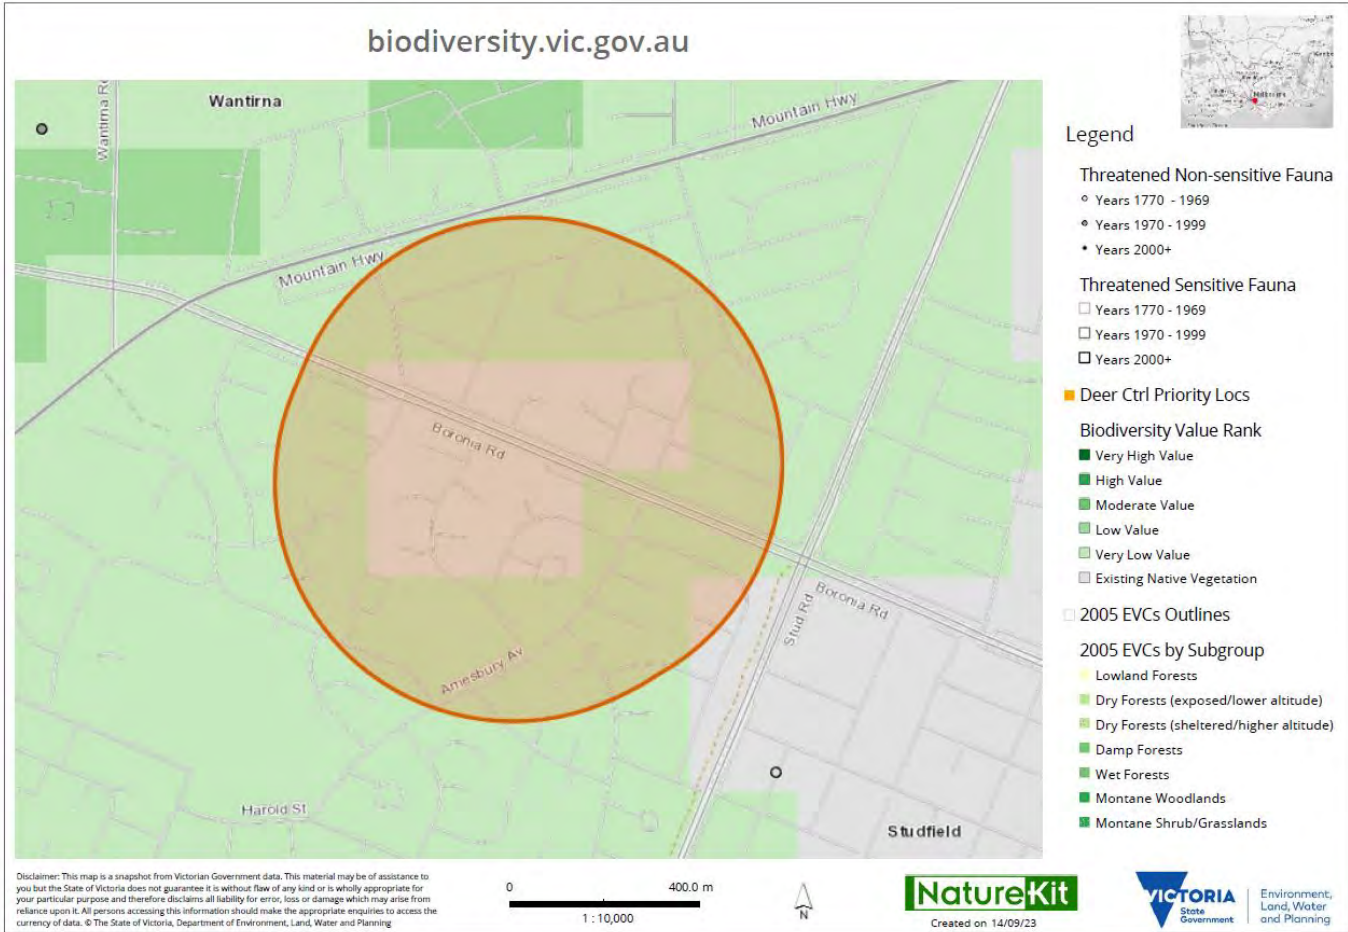 biodiversity.vic.gov.au
Wantirna
Wantirna Rd
Mountain Hwy
Mountain Hwy
Boronia Rd
Boronia Rd
Stud Rd
Amesbury Av
Harold St
Studfield
Legend
Threatened Non-sensitive Fauna
Years 1770 - 1969
Years 1970 - 1999
Years 2000+
Threatened Sensitive Fauna
Years 1770 - 1969
Years 1970 - 1999
Years 2000+
Deer Ctrl Priority Locs
Biodiversity Value Rank
Very High Value
High Value
Moderate Value
Low Value
Very Low Value
Existing Native Vegetation
2005 EVCs Outlines
2005 EVCs by Subgroup
Lowland Forests
Dry Forests (exposed/lower altitude)
Dry Forests (sheltered/higher altitude)
Damp Forests
Wet Forests
Montane Woodlands
Montane Shrub/Grasslands
Disclaimer: This map is a snapshot from Victorian Government data. This material may be of assistance to
you but the State of Victoria does not guarantee it is without flaw of any kind or is wholly appropriate for
your particular purpose and therefore disclaims all liability for error, loss or damage which may arise from
reliance upon it. All persons accessing this information should make the appropriate enquiries to access the
currency of data. © The State of Victoria, Department of Environment, Land, Water and Planning
0 400.0 m
1 : 10,000
N
NatureKit
Created on 14/09/23
VICTORIA
State
Government
Environment,
Land, Water
and Planning